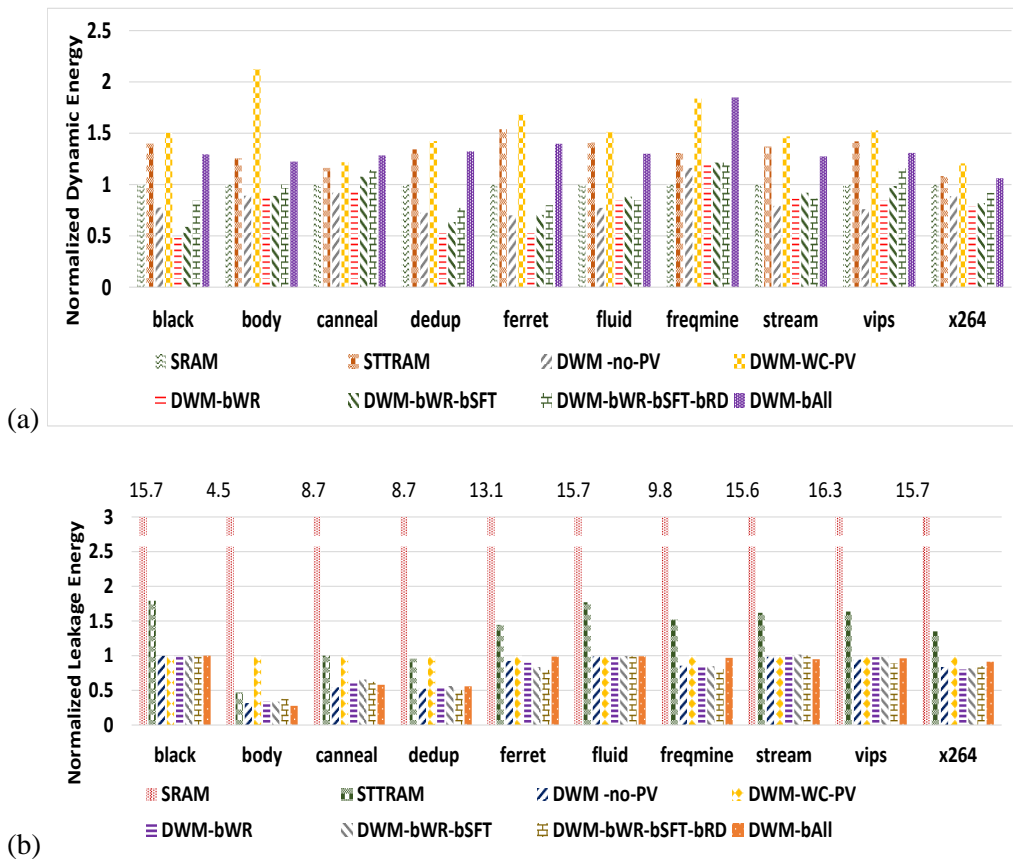 2.5
2
1.5
1
0.5
0
Normalized Dynamic Energy
black body canneal dedup ferret fluid freqmine stream vips x264
SRAM STTRAM DWM -no-PV DWM-WC-PV
DWM-bWR DWM-bWR-bSFT DWM-bWR-bSFT-bRD DWM-bAll
(a)
15.7 4.5 8.7 8.7 13.1 15.7 9.8 15.6 16.3 15.7
3
2.5
2
1.5
1
0.5
0
Normalized Leakage Energy
black body canneal dedup ferret fluid freqmine stream vips x264
SRAM STTRAM DWM -no-PV DWM-WC-PV
DWM-bWR DWM-bWR-bSFT DWM-bWR-bSFT-bRD DWM-bAll
(b)